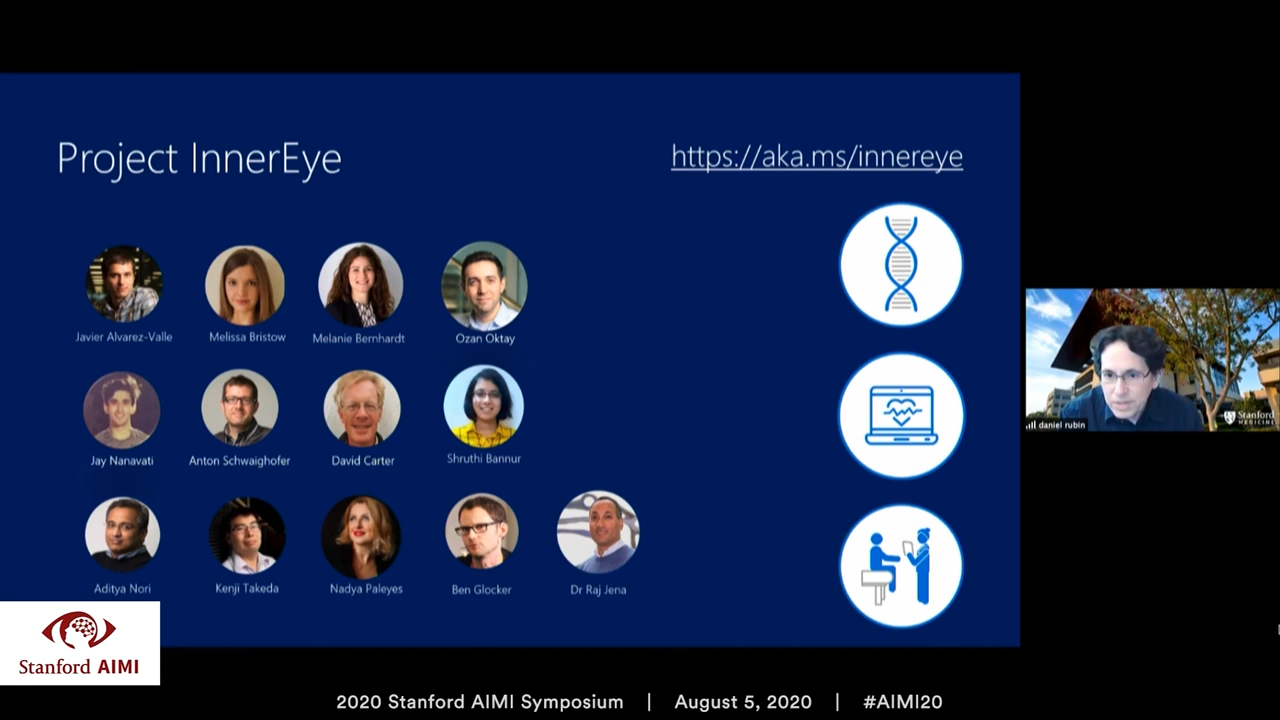 Project InnerEye
https://aka.ms/innereye
Javier Alvarez-Valle
Melissa Bristow
Melanie Bernhardt
Ozan Oktay
Jay Nanavati
Anton Schwaighofer
David Carter
Shruthi Bannur
Aditya Nori
Kenji Takeda
Nadya Paleyes
Ben Glocker
Dr Raj Jena
daniel rubin
Stanford
MEDICINE
Stanford AIMI
2020 Stanford AIMI Symposium | August 5, 2020 | #AIMI20